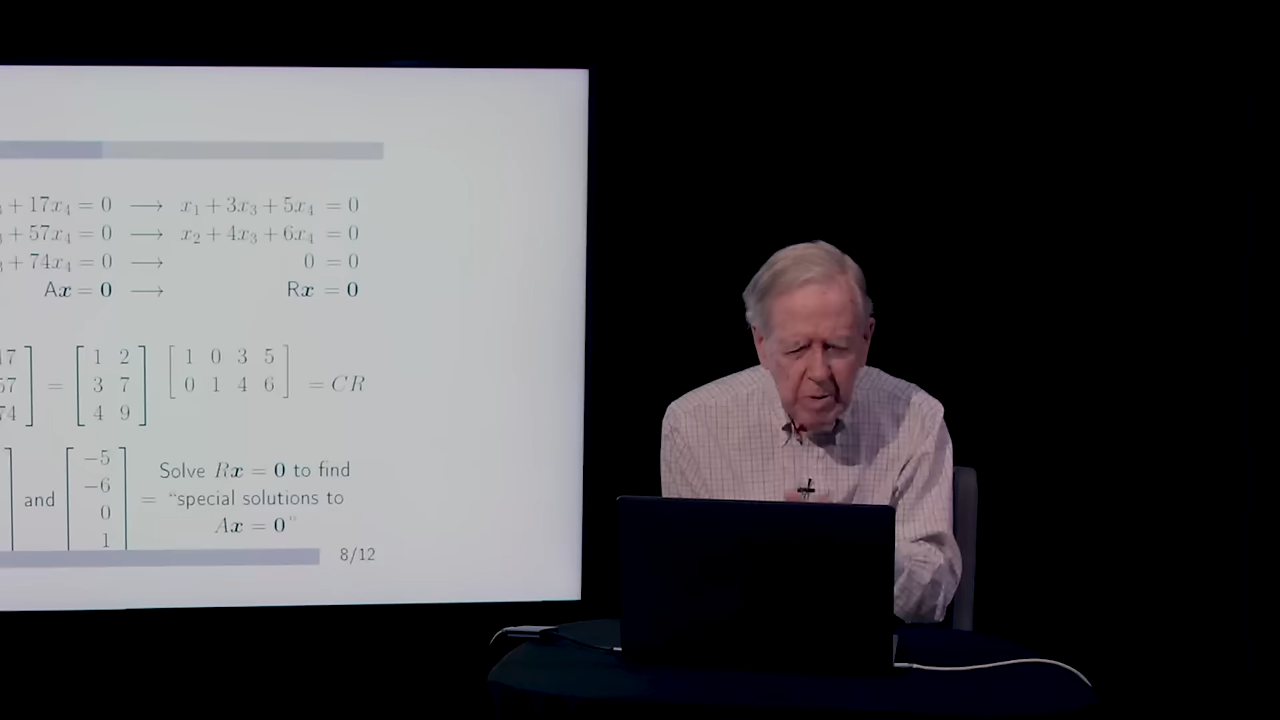 + 17x₄ = 0 ⟶ x₁ + 3x₃ + 5x₄ = 0
+ 57x₄ = 0 ⟶ x₂ + 4x₃ + 6x₄ = 0
+ 74x₄ = 0 ⟶ 0 = 0
Ax = 0 ⟶ Rx = 0
17 1 2 1 0 3 5
57 = 3 7 0 1 4 6 = CR
74 4 9
-5
-6 Solve Rx = 0 to find
and 0 = “special solutions to
1 Ax = 0”
8/12